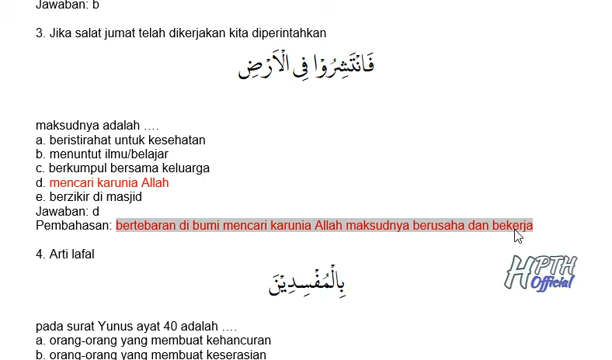 Jawaban: b
3. Jika salat jumat telah dikerjakan kita diperintahkan
فَانْتَشِرُوْا فِى الْاَرْضِ
maksudnya adalah ….
a. beristirahat untuk kesehatan
b. menuntut ilmu/belajar
c. berkumpul bersama keluarga
d. mencari karunia Allah
e. berzikir di masjid
Jawaban: d
Pembahasan: bertebaran di bumi mencari karunia Allah maksudnya berusaha dan bekerja
4. Arti lafal
HPTH
Official
بِالْمُفْسِدِيْنَ
pada surat Yunus ayat 40 adalah ….
a. orang-orang yang membuat kehancuran
b. orang-orang yang membuat keserasian